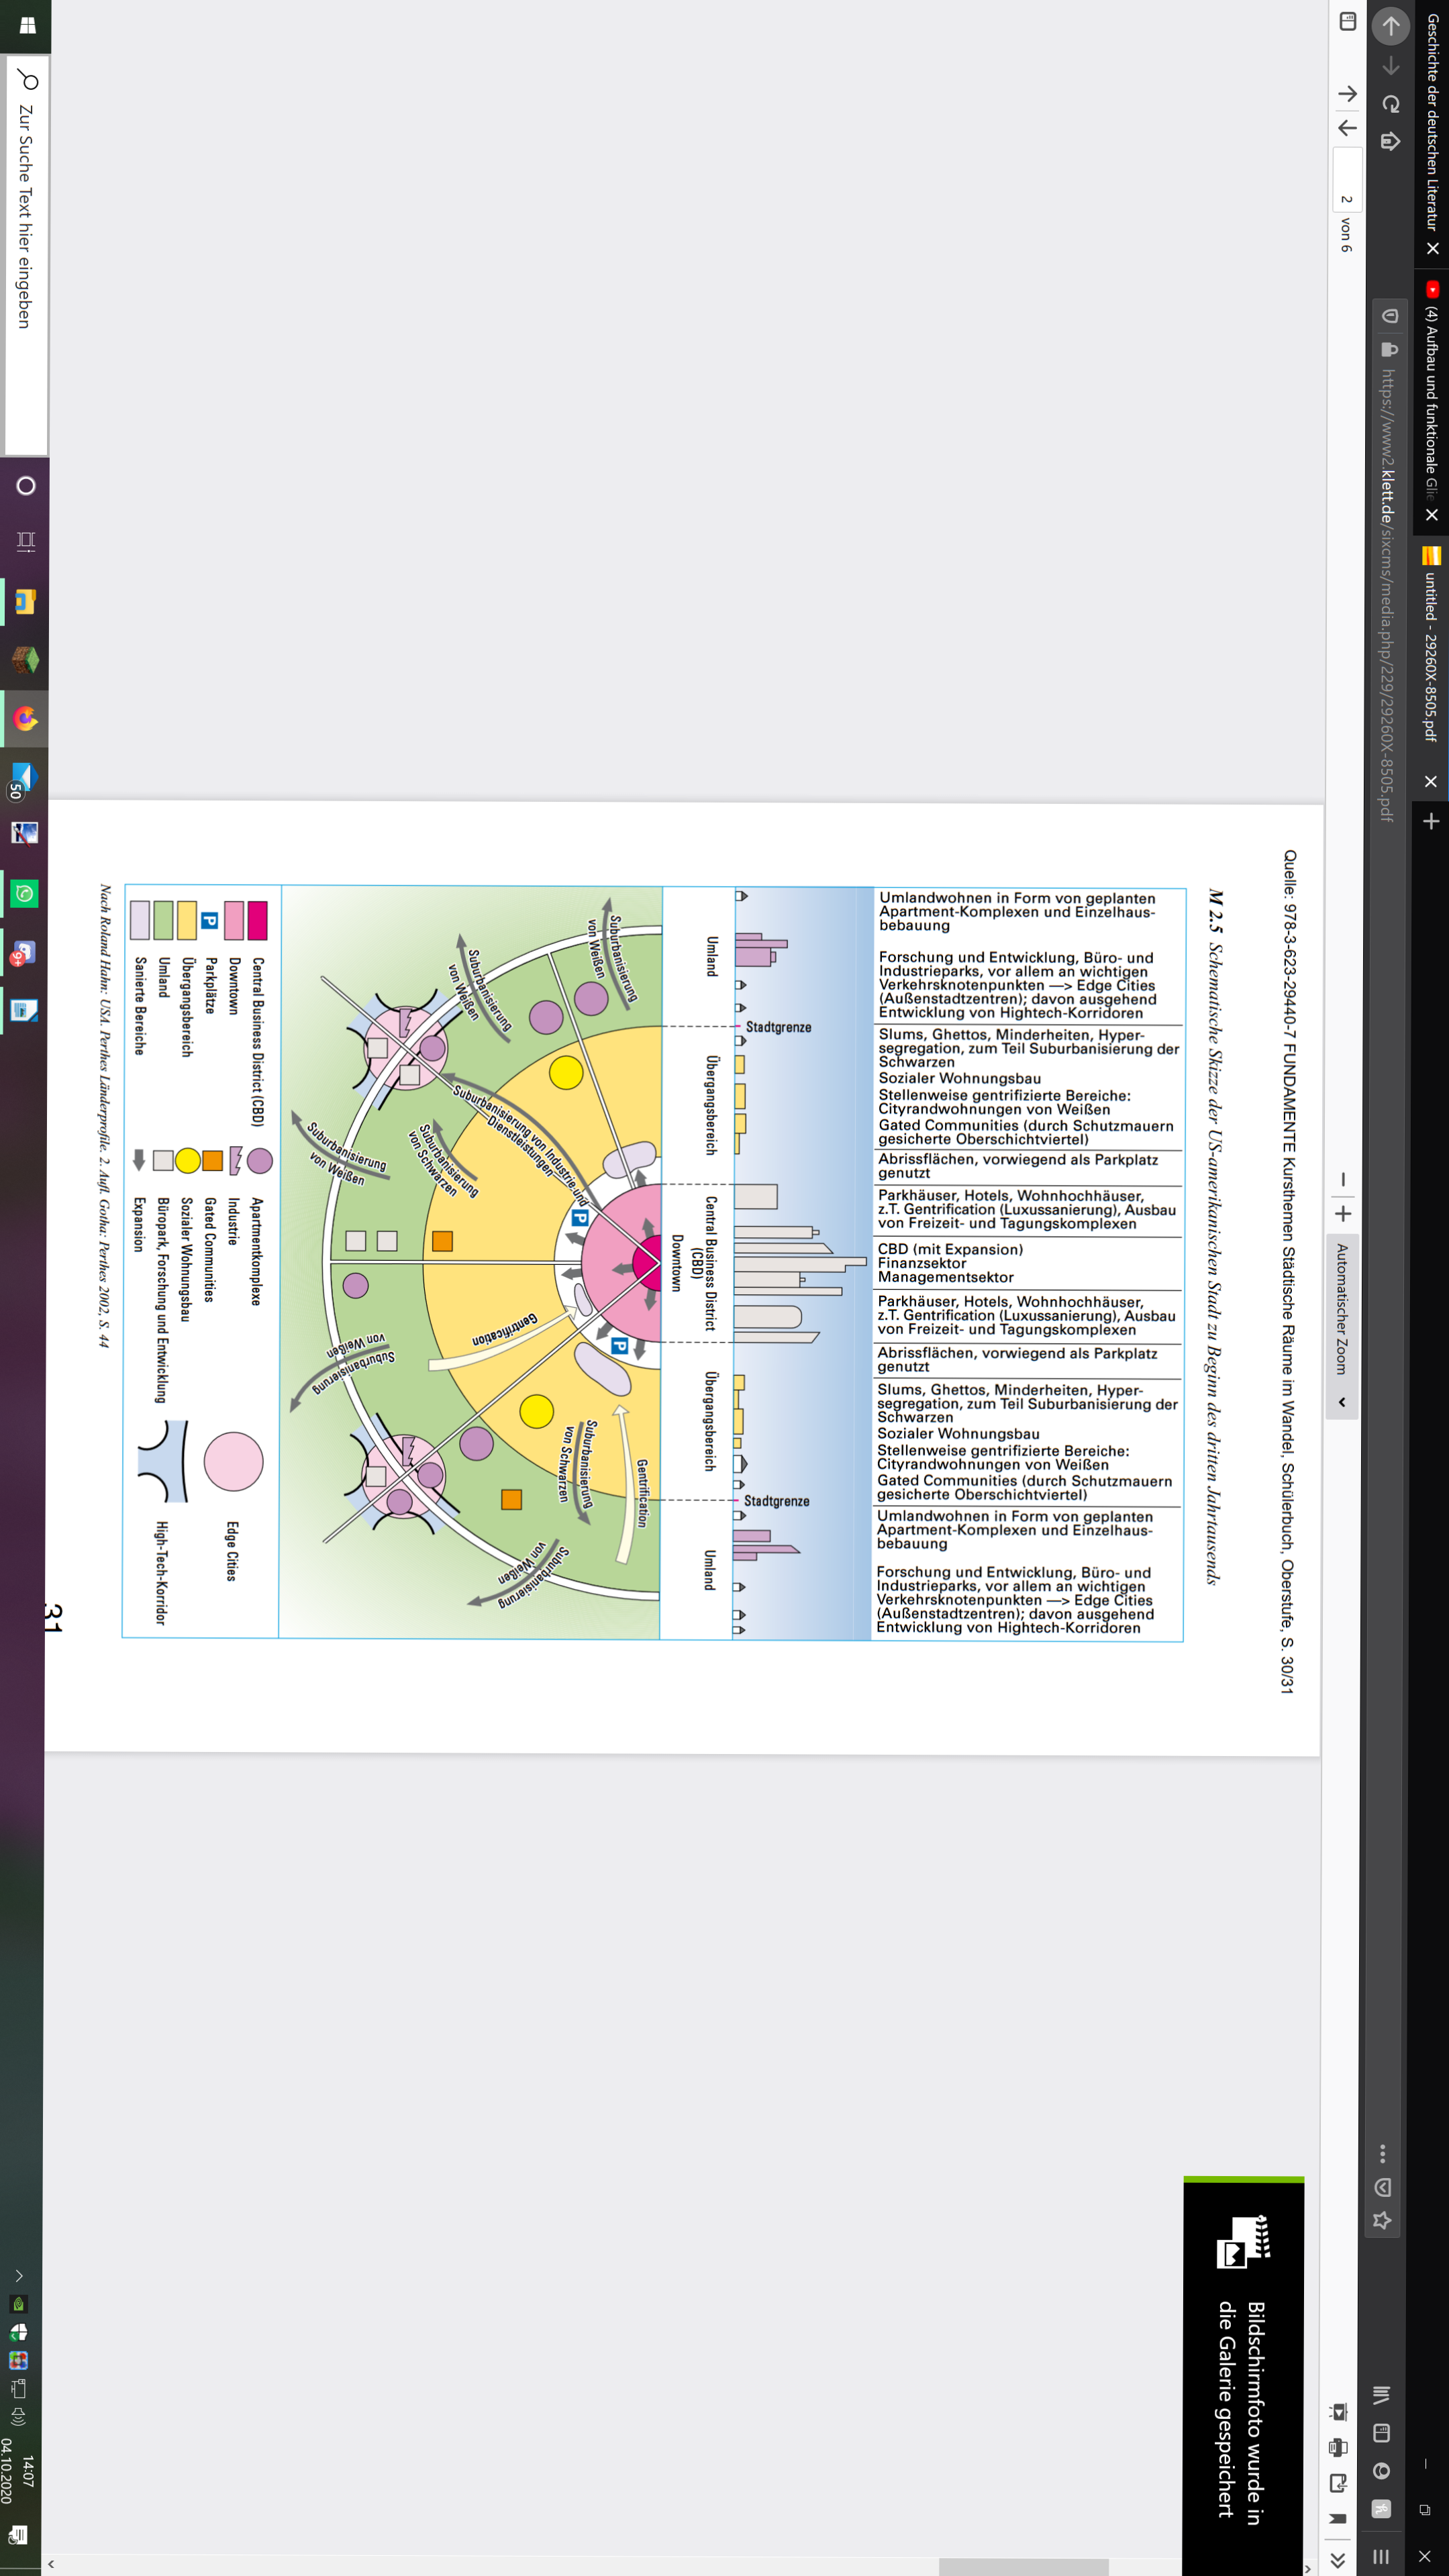 Geschichte der deutschen Literatur
(4) Aufbau und funktionale Glie
untitled - 29260X-8505.pdf
https://www2.klett.de/sixcms/media.php/229/29260X-8505.pdf
2 von 6
Automatischer Zoom
Bildschirmfoto wurde in
die Galerie gespeichert
Quelle: 978-3-623-29440-7 FUNDAMENTE Kursthemen Städtische Räume im Wandel, Schülerbuch, Oberstufe, S. 30/31
M 2.5 Schematische Skizze der US-amerikanischen Stadt zu Beginn des dritten Jahrtausends
Umlandwohnen in Form von geplanten
Apartment-Komplexen und Einzelhaus-
bebauung
Forschung und Entwicklung, Büro- und
Industrieparks, vor allem an wichtigen
Verkehrsknotenpunkten —> Edge Cities
(Außenstadtzentren); davon ausgehend
Entwicklung von Hightech-Korridoren
Slums, Ghettos, Minderheiten, Hyper-
segregation, zum Teil Suburbanisierung der
Schwarzen
Sozialer Wohnungsbau
Stellenweise gentrifizierte Bereiche:
Cityrandwohnungen von Weißen
Gated Communities (durch Schutzmauern
gesicherte Oberschichtviertel)
Abrissflächen, vorwiegend als Parkplatz
genutzt
Parkhäuser, Hotels, Wohnhochhäuser,
z.T. Gentrification (Luxussanierung), Ausbau
von Freizeit- und Tagungskomplexen
CBD (mit Expansion)
Finanzsektor
Managementsektor
Parkhäuser, Hotels, Wohnhochhäuser,
z.T. Gentrification (Luxussanierung), Ausbau
von Freizeit- und Tagungskomplexen
Abrissflächen, vorwiegend als Parkplatz
genutzt
Slums, Ghettos, Minderheiten, Hyper-
segregation, zum Teil Suburbanisierung der
Schwarzen
Sozialer Wohnungsbau
Stellenweise gentrifizierte Bereiche:
Cityrandwohnungen von Weißen
Gated Communities (durch Schutzmauern
gesicherte Oberschichtviertel)
Umlandwohnen in Form von geplanten
Apartment-Komplexen und Einzelhaus-
bebauung
Forschung und Entwicklung, Büro- und
Industrieparks, vor allem an wichtigen
Verkehrsknotenpunkten —> Edge Cities
(Außenstadtzentren); davon ausgehend
Entwicklung von Hightech-Korridoren
Stadtgrenze
Stadtgrenze
Umland
Übergangsbereich
Central Business District
(CBD)
Downtown
Übergangsbereich
Umland
Suburbanisierung
von Weißen
Suburbanisierung
von Weißen
Suburbanisierung von Industrie und
Dienstleistungen
Suburbanisierung
von Schwarzen
Suburbanisierung
von Weißen
P
P
Gentrification
Suburbanisierung
von Weißen
Gentrification
Suburbanisierung
von Schwarzen
Suburbanisierung
von Weißen
Central Business District (CBD)
Downtown
P Parkplätze
Übergangsbereich
Umland
Sanierte Bereiche
Apartmentkomplexe
Industrie
Gated Communities
Sozialer Wohnungsbau
Büropark, Forschung und Entwicklung
Expansion
Edge Cities
High-Tech-Korridor
Nach Roland Hahn: USA. Perthes Länderprofile. 2. Aufl. Gotha: Perthes 2002, S. 44
31
Zur Suche Text hier eingeben
50
9+
14:07
04.10.2020